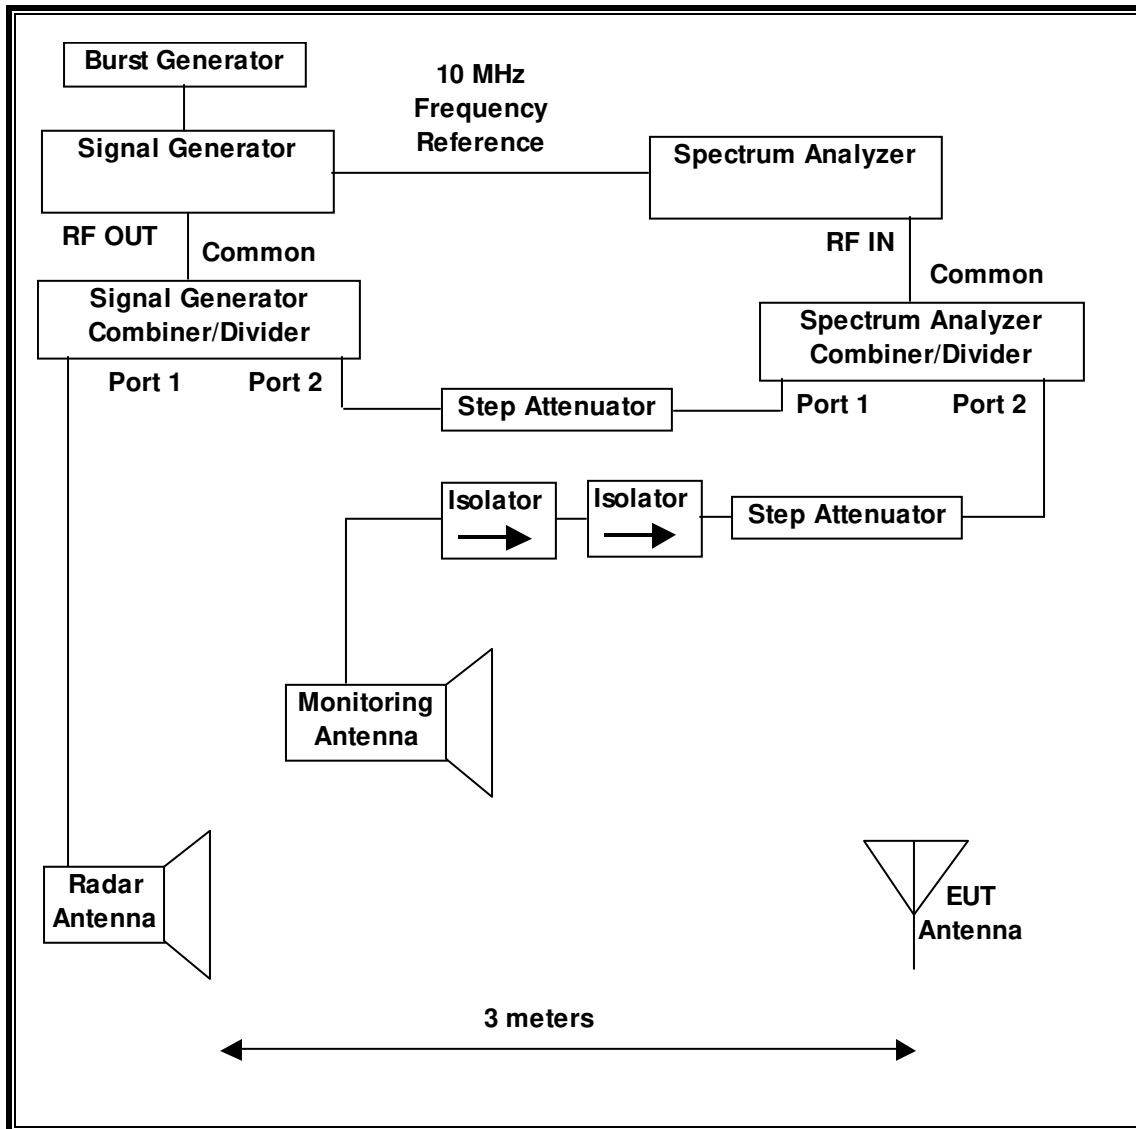 Burst Generator
10 MHz
Frequency
Reference
Signal Generator
Spectrum Analyzer
RF OUT
Common
RF IN
Common
Signal Generator
Combiner/Divider
Spectrum Analyzer
Combiner/Divider
Port 1
Port 2
Step Attenuator
Port 1
Port 2
Isolator
Isolator
Step Attenuator
Monitoring
Antenna
Radar
Antenna
EUT
Antenna
3 meters